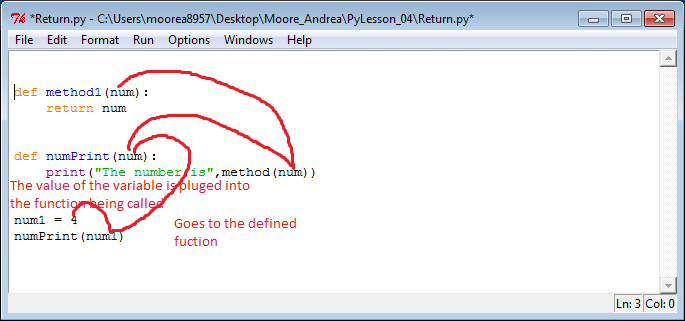 *Return.py - C:\Users\moorea8957\Desktop\Moore_Andrea\PyLesson_04\Return.py*
File Edit Format Run Options Windows Help
def method1(num):
return num
def numPrint(num):
print("The number is",method(num))
The value of the variable is pluged into
the function being called
num1 = 4
numPrint(num1)
Goes to the defined
fuction
Ln: 3 Col: 0